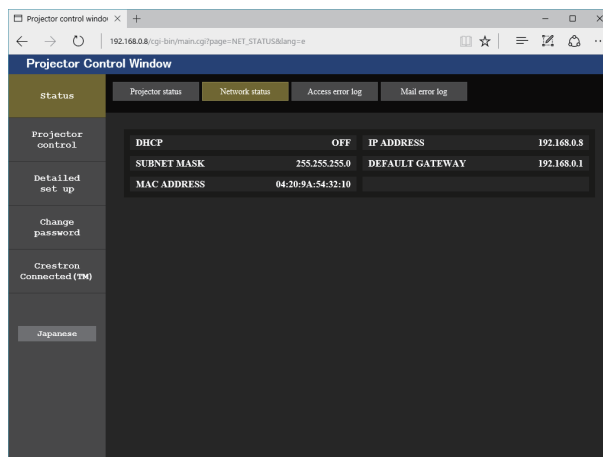 Projector control window
192.168.0.8/cgi-bin/main.cgi?page=NET_STATUS&lang=e
Projector Control Window
Status
Projector status
Network status
Access error log
Mail error log
Projector
control
Detailed
set up
Change
password
Crestron
Connected(TM)
Japanese
DHCP OFF IP ADDRESS 192.168.0.8
SUBNET MASK 255.255.255.0 DEFAULT GATEWAY 192.168.0.1
MAC ADDRESS 04:20:9A:54:32:10